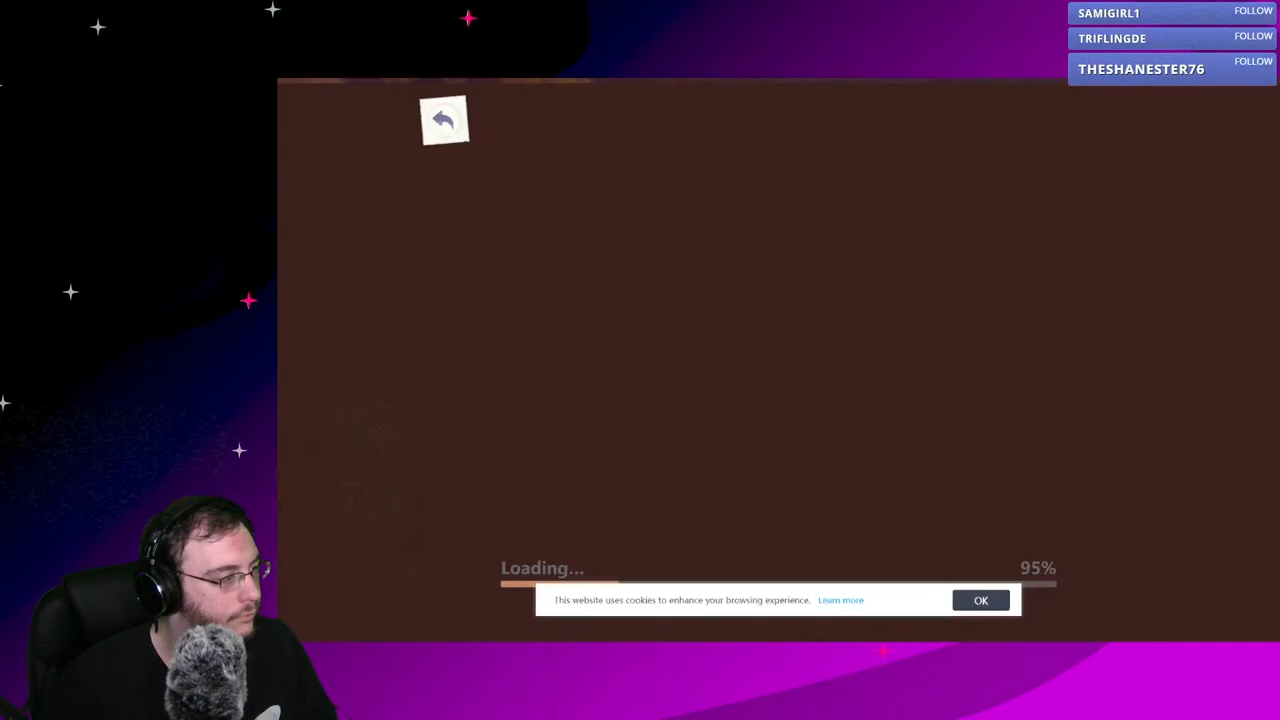 SAMIGIRL1 FOLLOW
TRIFLINGDE FOLLOW
THESHANESTER76 FOLLOW
Loading... 95%
This website uses cookies to enhance your browsing experience. Learn more OK